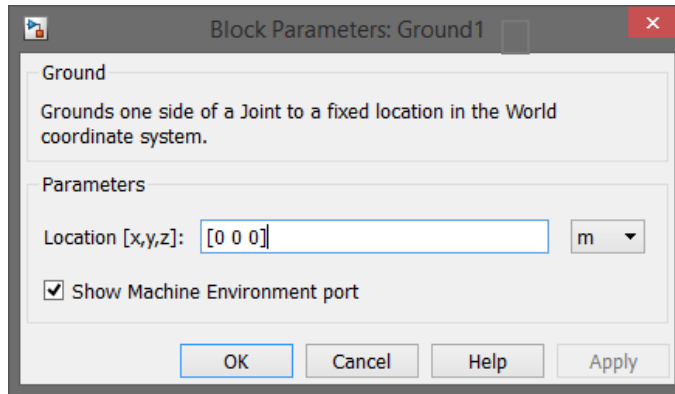 Block Parameters: Ground1
Ground
Grounds one side of a Joint to a fixed location in the World
coordinate system.
Parameters
Location [x,y,z]: [0 0 0] m
Show Machine Environment port
OK Cancel Help Apply